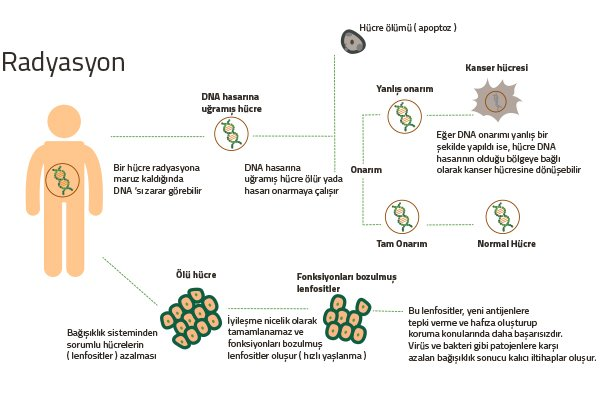 Radyasyon
Hücre ölümü ( apoptoz )
DNA hasarına
uğramış hücre
Yanlış onarım
Kanser hücresi
Bir hücre radyasyona
maruz kaldığında
DNA 'sı zarar görebilir
DNA hasarına
uğramış hücre ölür yada
hasarı onarmaya çalışır
Onarım
Eğer DNA onarımı yanlış bir
şekilde yapıldı ise, hücre DNA
hasarının olduğu bölgeye bağlı
olarak kanser hücresine dönüşebilir
Tam Onarım
Normal Hücre
Ölü hücre
Fonksiyonları bozulmuş
lenfositler
Bağışıklık sisteminden
sorumlu hücrelerin
( lenfositler ) azalması
İyileşme nicelik olarak
tamamlanamaz ve
fonksiyonları bozulmuş
lenfositler oluşur ( hızlı yaşlanma )
Bu lenfositler, yeni antijenlere
tepki verme ve hafıza oluşturup
koruma konularında daha başarısızdır.
Virüs ve bakteri gibi patojenlere karşı
azalan bağışıklık sonucu kalıcı iltihaplar oluşur.